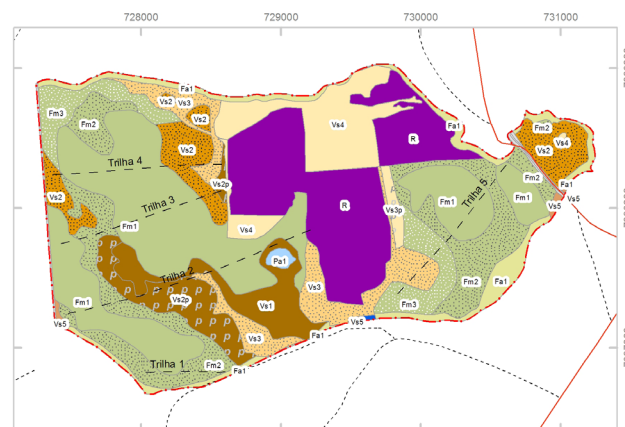 728000
729000
730000
731000
Fa1
Fm3
Vs2
Vs3
Fm2
Vs2
Vs4
R
Fa1
Fm2
Vs2
Vs4
Vs2
Trilha 4
Vs2p
Vs2
Trilha 3
Trilha 5
Fm1
Fm1
Fa1
Vs5
Vs5
Fm1
Vs4
R
Vs3p
Pa1
Trilha 2
Vs3
Vs2p
Fm1
Vs1
Fm3
Fm2
Fa1
Vs5
Vs3
Fa1
Vs5
Trilha 1
Fm2
Fa1